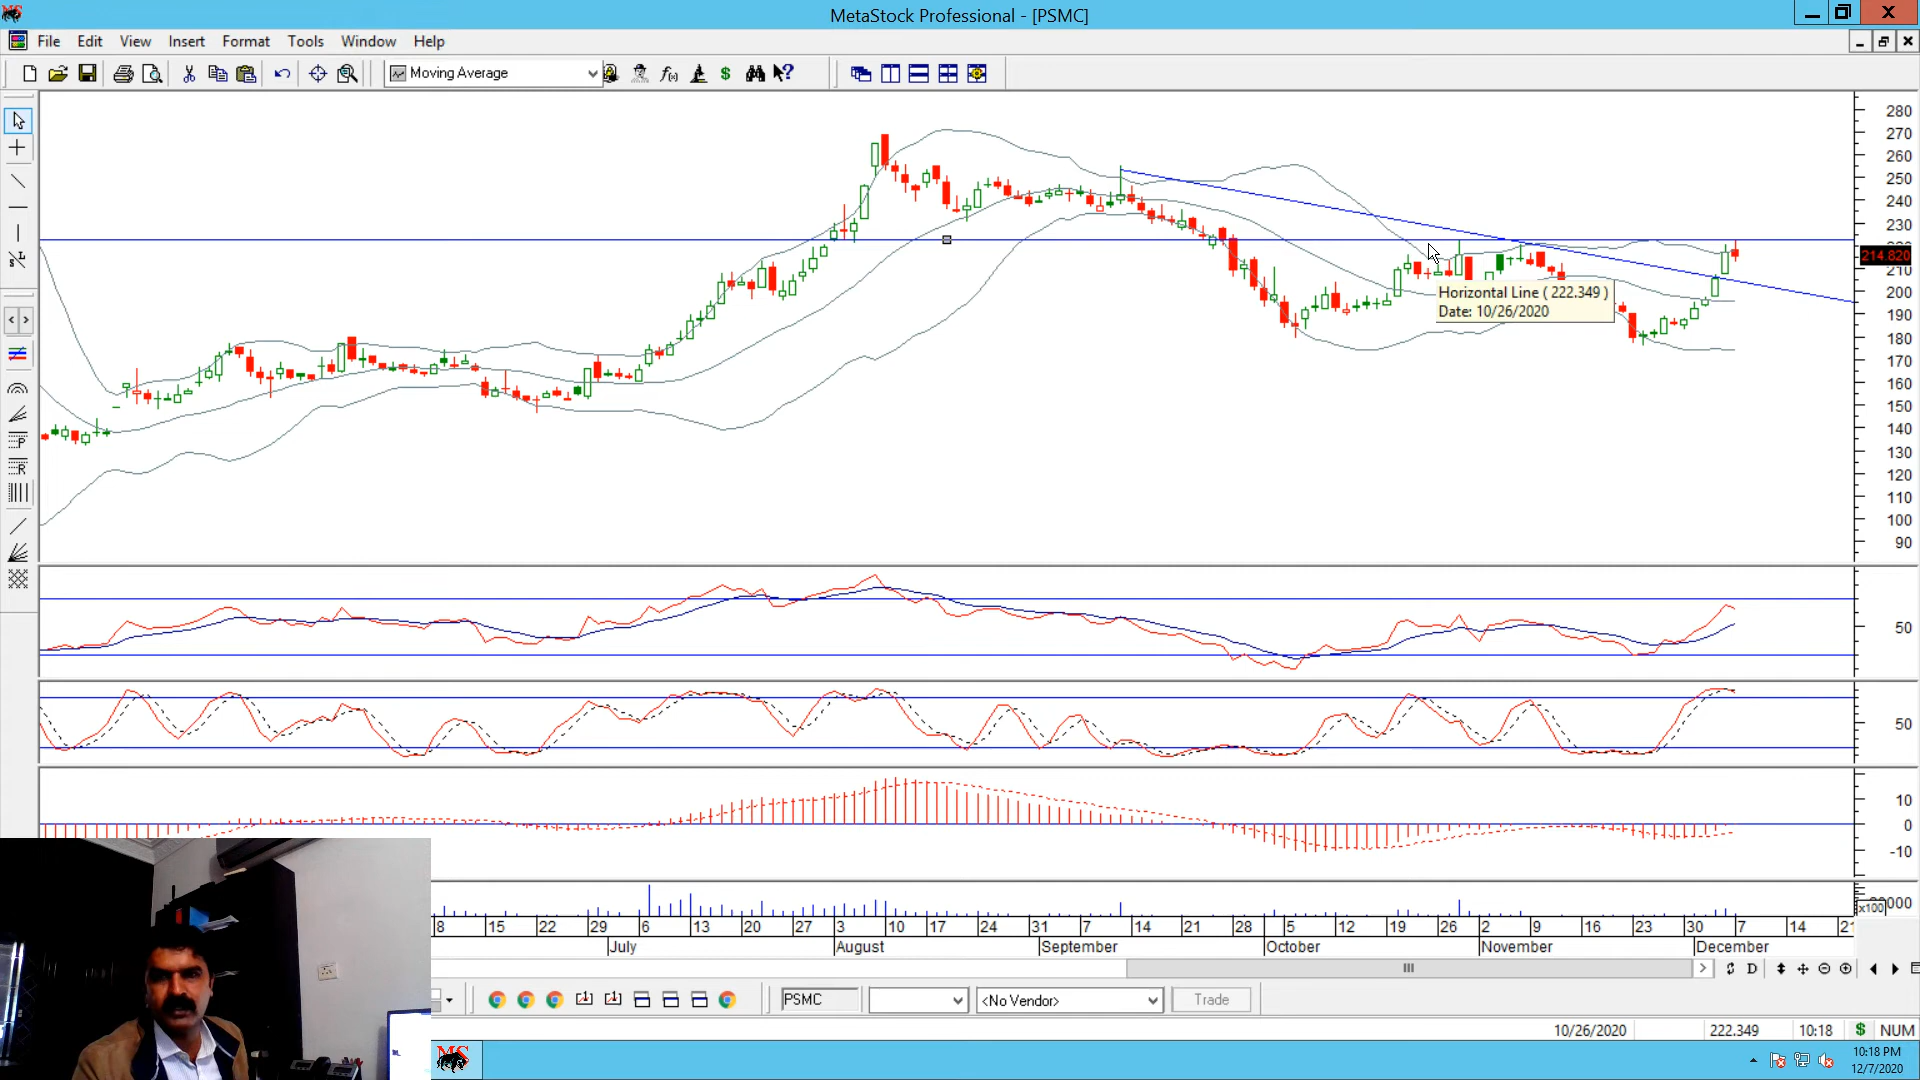 MetaStock Professional - [PSMC]
File Edit View Insert Format Tools Window Help
Moving Average
280
270
260
250
240
230
214.820
210
200
190
180
170
160
150
140
130
120
110
100
90
Horizontal Line ( 222.349 )
Date: 10/26/2020
50
50
10
0
-10
x100
8 15 22 29 6 13 20 27 3 10 17 24 31 7 14 21 28 5 12 19 26 2 9 16 23 30 7 14 21
July August September October November December
D
PSMC <No Vendor> Trade
10/26/2020 222.349 10:18 $ NUM
MS
10:18 PM
12/7/2020